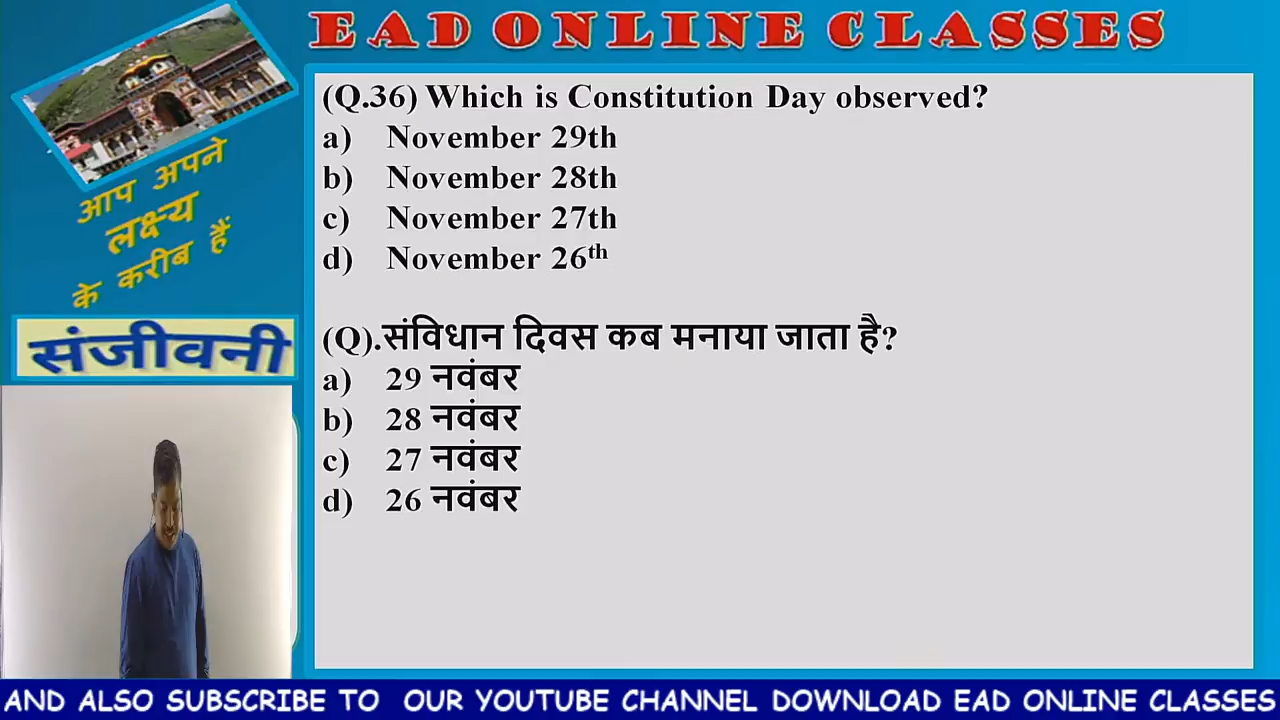 EAD ONLINE CLASSES
आप अपने
लक्ष्य
के करीब हैं
संजीवनी
(Q.36) Which is Constitution Day observed?
a) November 29th
b) November 28th
c) November 27th
d) November 26th
(Q).संविधान दिवस कब मनाया जाता है?
a) 29 नवंबर
b) 28 नवंबर
c) 27 नवंबर
d) 26 नवंबर
AND ALSO SUBSCRIBE TO OUR YOUTUBE CHANNEL DOWNLOAD EAD ONLINE CLASSES